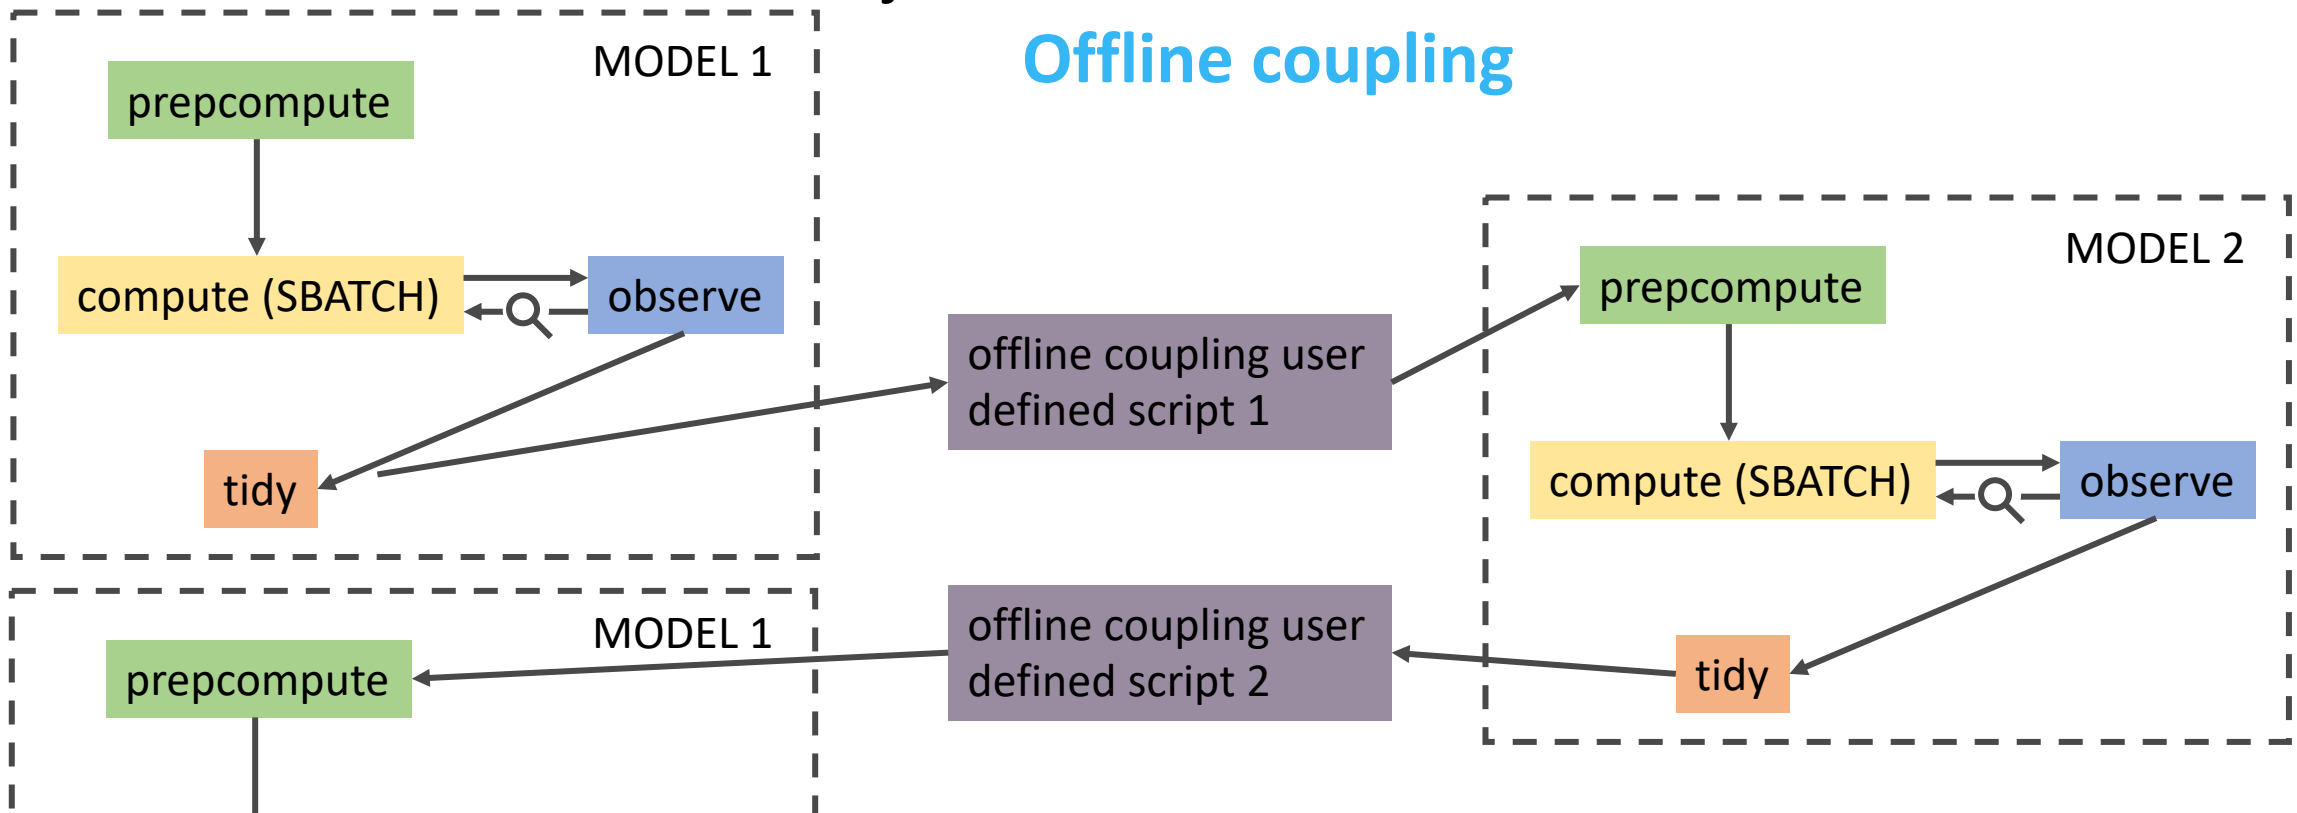 Offline coupling
MODEL 1
prepcompute
compute (SBATCH)
observe
tidy
offline coupling user
defined script 1
MODEL 2
prepcompute
compute (SBATCH)
observe
tidy
offline coupling user
defined script 2
MODEL 1
prepcompute